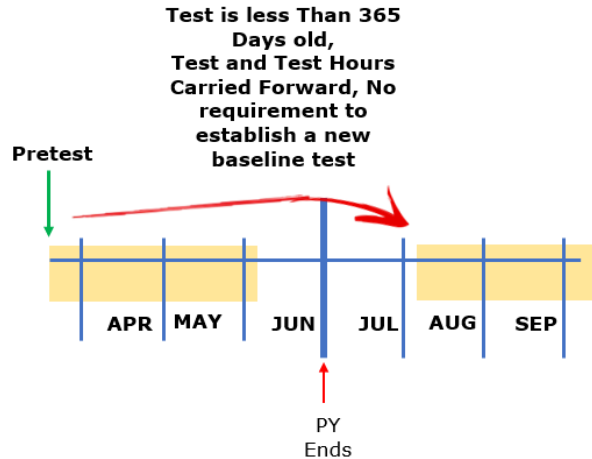 Test is less Than 365
Days old,
Test and Test Hours
Carried Forward, No
requirement to
establish a new
baseline test
Pretest
APR MAY JUN JUL AUG SEP
PY
Ends